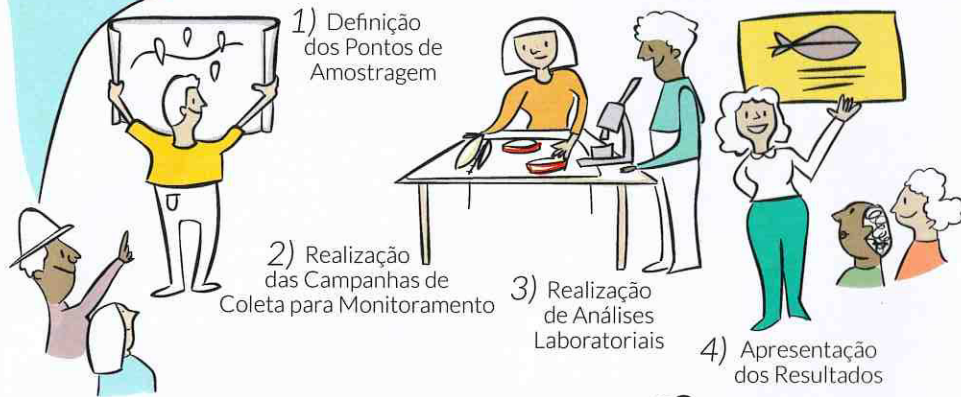 1) Definição
dos Pontos de
Amostragem
2) Realização
das Campanhas de
Coleta para Monitoramento
3) Realização
de Análises
Laboratoriais
4) Apresentação
dos Resultados